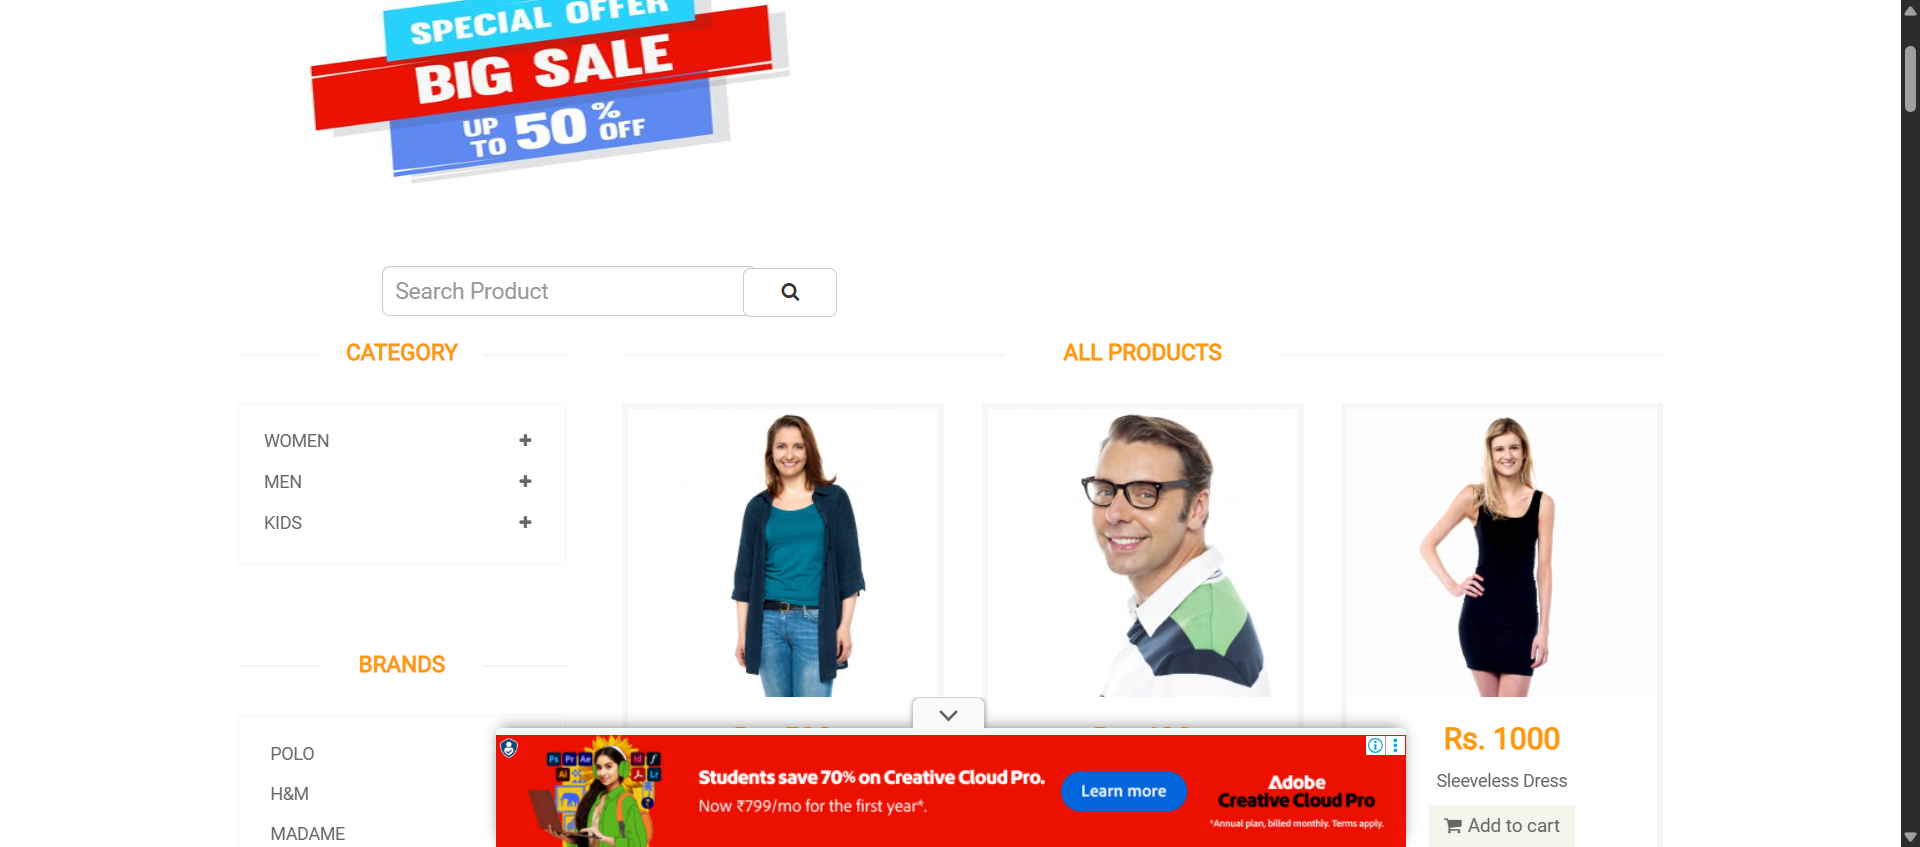 SPECIAL OFFER
BIG SALE
UP TO 50% OFF
Search Product
CATEGORY
WOMEN
MEN
KIDS
BRANDS
POLO
H&M
MADAME
ALL PRODUCTS
Rs. 1000
Sleeveless Dress
Add to cart
Ps Pr Ae Id f
Ai Lr
Students save 70% on Creative Cloud Pro.
Now ₹799/mo for the first year*.
Learn more
Adobe
Creative Cloud Pro
*Annual plan, billed monthly. Terms apply.